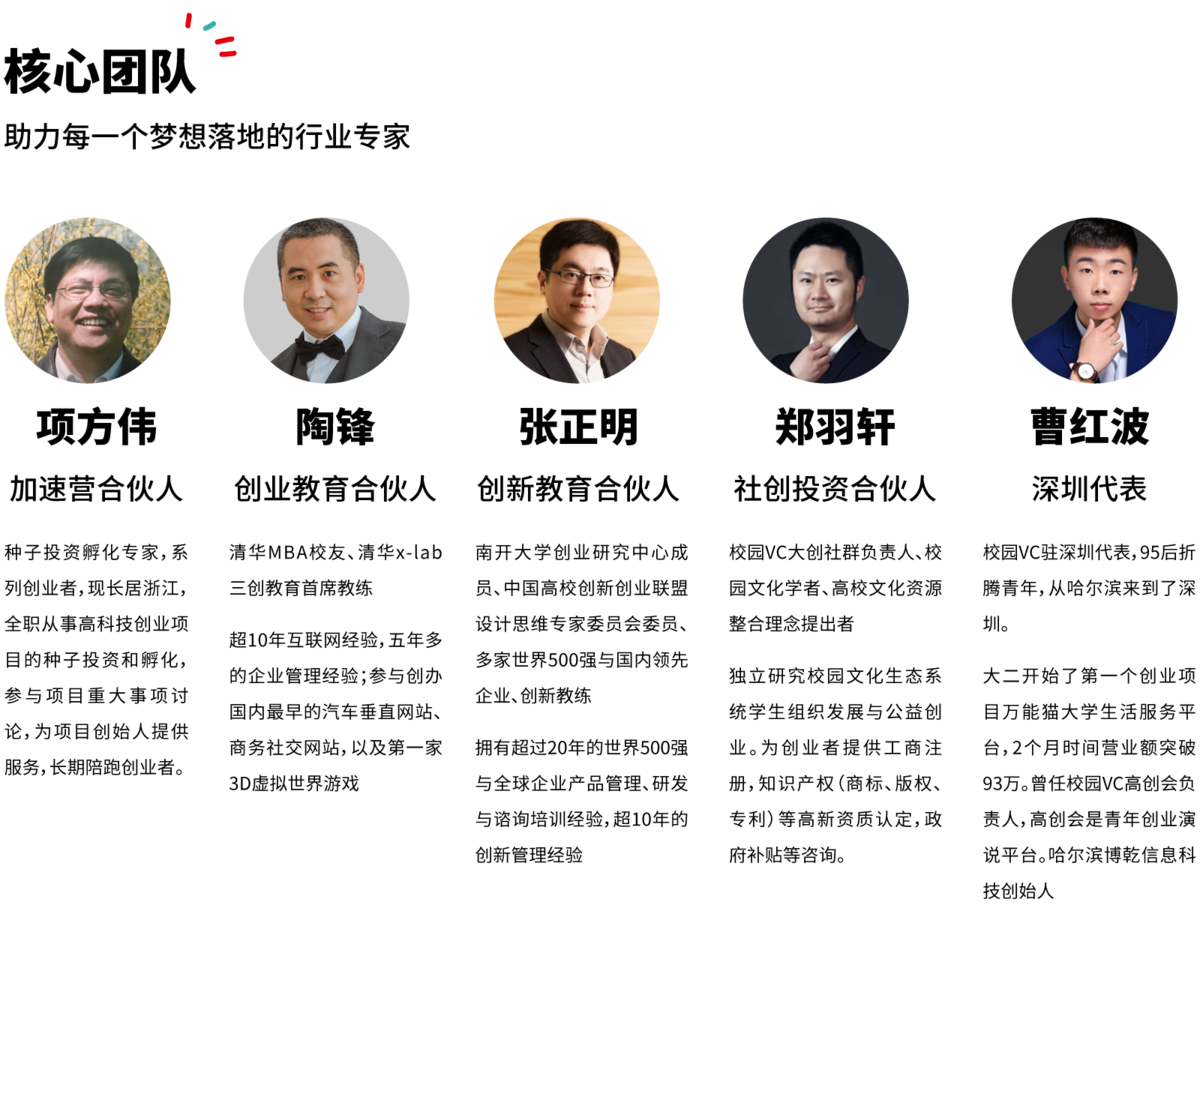 核心团队
助力每一个梦想落地的行业专家
项方伟
加速营合伙人
种子投资孵化专家，系
列创业者，现长居浙江，
全职从事高科技创业项
目的种子投资和孵化，
参与项目重大事项讨
论，为项目创始人提供
服务，长期陪跑创业者。
陶锋
创业教育合伙人
清华MBA校友、清华x-lab
三创教育首席教练
超10年互联网经验，五年多
的企业管理经验；参与创办
国内最早的汽车垂直网站、
商务社交网站，以及第一家
3D虚拟世界游戏
张正明
创新教育合伙人
南开大学创业研究中心成
员、中国高校创新创业联盟
设计思维专家委员会委员、
多家世界500强与国内领先
企业、创新教练
拥有超过20年的世界500强
与全球企业产品管理、研发
与谘询培训经验，超10年的
创新管理经验
郑羽轩
社创投资合伙人
校园VC大创社群负责人、校
园文化学者、高校文化资源
整合理念提出者
独立研究校园文化生态系
统学生组织发展与公益创
业。为创业者提供工商注
册，知识产权（商标、版权、
专利）等高新资质认定，政
府补贴等咨询。
曹红波
深圳代表
校园VC驻深圳代表，95后折
腾青年，从哈尔滨来到了深
圳。
大二开始了第一个创业项
目万能猫大学生活服务平
台，2个月时间营业额突破
93万。曾任校园VC高创会负
责人，高创会是青年创业演
说平台。哈尔滨博乾信息科
技创始人